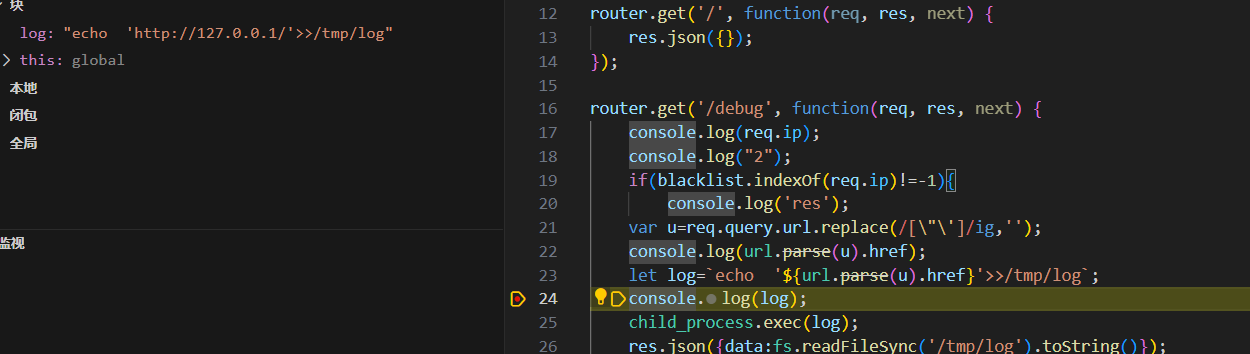 块
log: "echo  'http://127.0.0.1/'>>/tmp/log"
this: global
本地
闭包
全局
监视
12 router.get('/', function(req, res, next) {
13     res.json({});
14 });
15
16 router.get('/debug', function(req, res, next) {
17     console.log(req.ip);
18     console.log("2");
19     if(blacklist.indexOf(req.ip)!=-1){
20         console.log('res');
21     var u=req.query.url.replace(/[\"\']/ig,'');
22     console.log(url.parse(u).href);
23     let log=`echo  '${url.parse(u).href}'>>/tmp/log`;
24     console.log(log);
25     child_process.exec(log);
26     res.json({data:fs.readFileSync('/tmp/log').toString()});